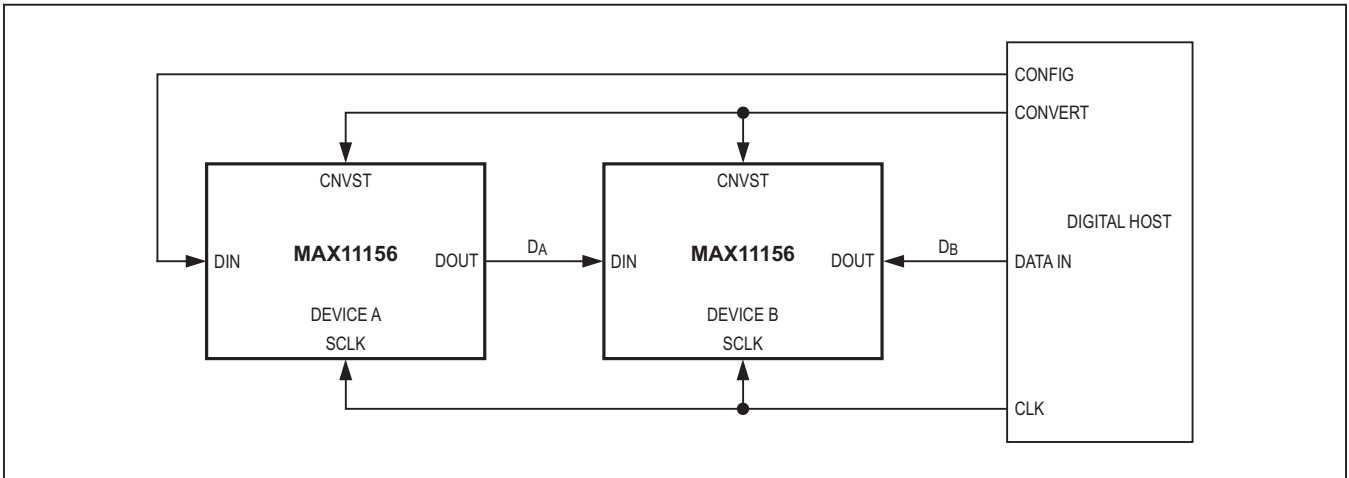 CONFIG
CONVERT
CNVST
CNVST
DIGITAL HOST
DIN
MAX11156
DOUT
DA
DIN
MAX11156
DOUT
DB
DATA IN
DEVICE A
DEVICE B
SCLK
SCLK
CLK